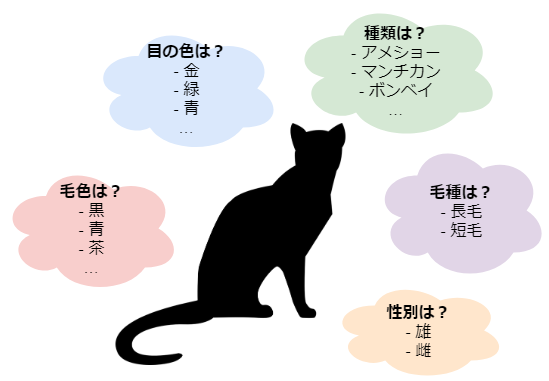 目の色は？
- 金
- 緑
- 青
…
種類は？
- アメショー
- マンチカン
- ボンベイ
…
毛色は？
- 黒
- 青
- 茶
…
毛種は？
- 長毛
- 短毛
性別は？
- 雄
- 雌